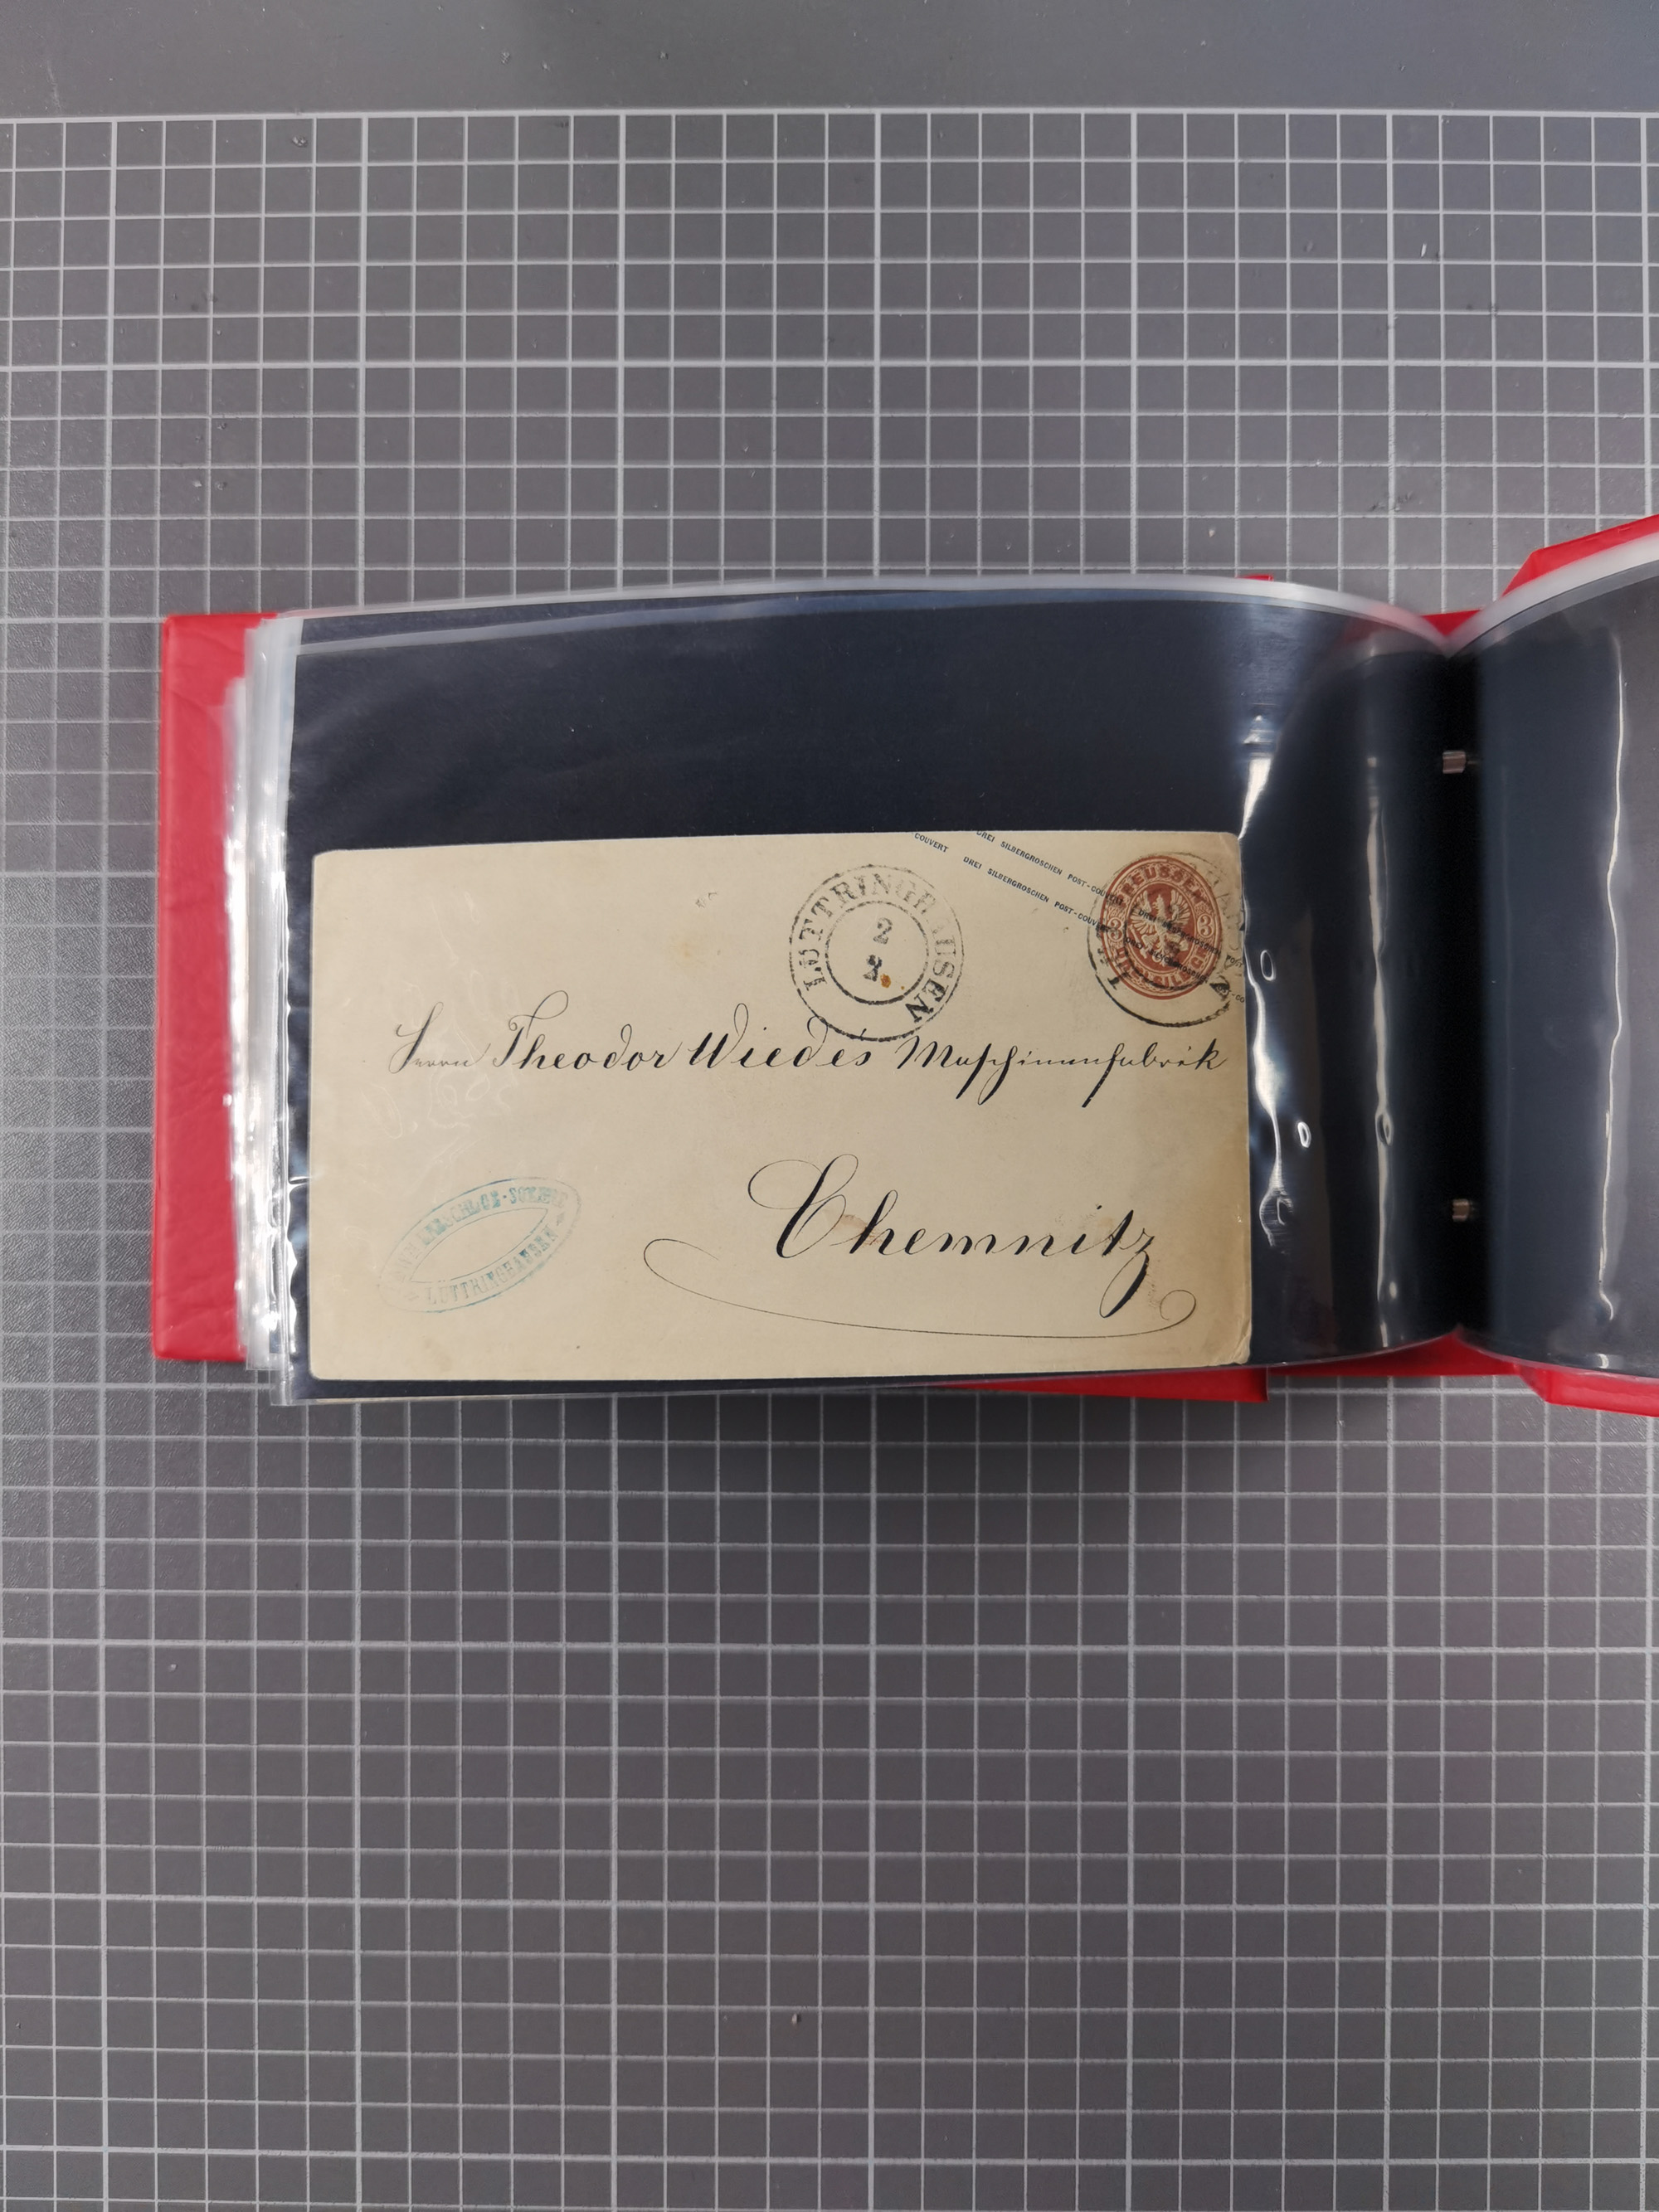 DREI SILBERGROSCHEN POST-COUVERT
COUVERT DREI SILBERGROSCHEN POST-COUVERT
PREUSSEN
3 3
LÜTTRINGHAUSEN
2
Herrn Theodor Wiede's Maschinenfabrik
Chemnitz
LÜTTRINGHAUSEN